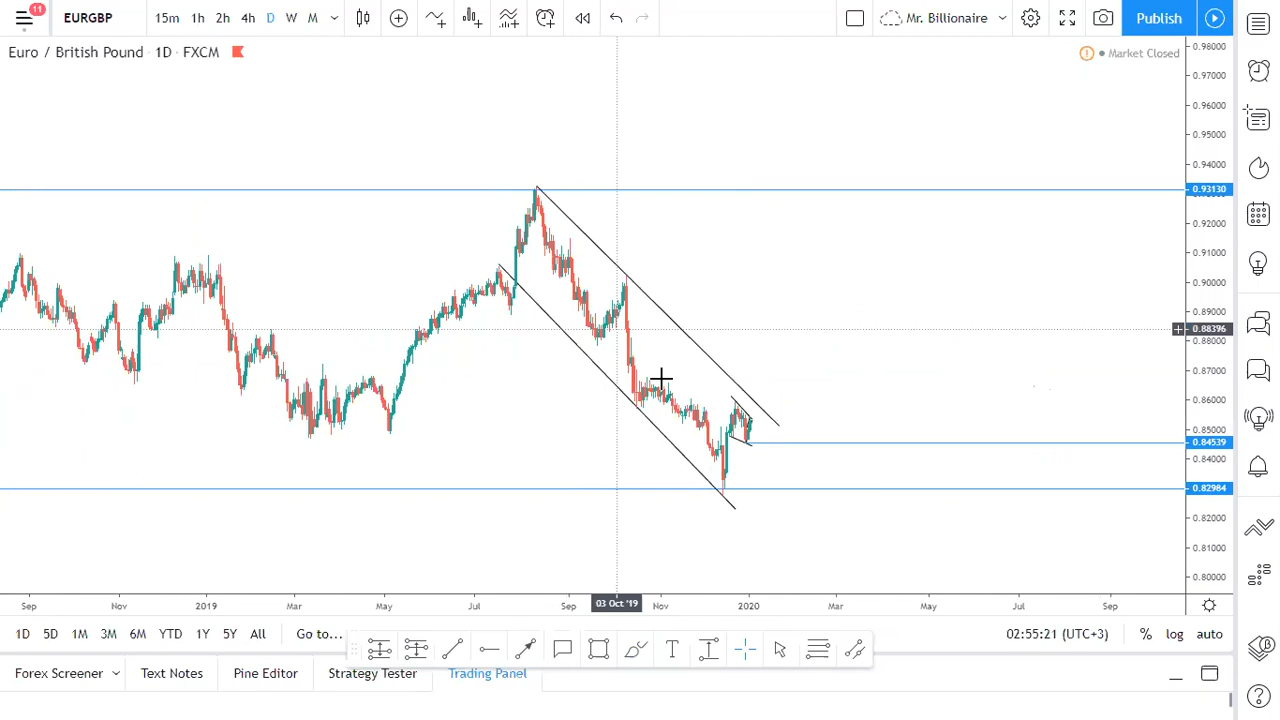 11
EURGBP
15m 1h 2h 4h D W M
Mr. Billionaire
Publish
Euro / British Pound · 1D · FXCM
Market Closed
0.98000
0.97000
0.96000
0.95000
0.94000
0.93130
0.92000
0.91000
0.90000
0.89000
0.88396
0.88000
0.87000
0.86000
0.85000
0.84539
0.84000
0.82984
0.82000
0.81000
0.80000
Sep Nov 2019 Mar May Jul Sep 03 Oct '19 Nov 2020 Mar May Jul Sep
1D 5D 1M 3M 6M YTD 1Y 5Y All Go to... 02:55:21 (UTC+3) % log auto
T
Forex Screener Text Notes Pine Editor Strategy Tester Trading Panel